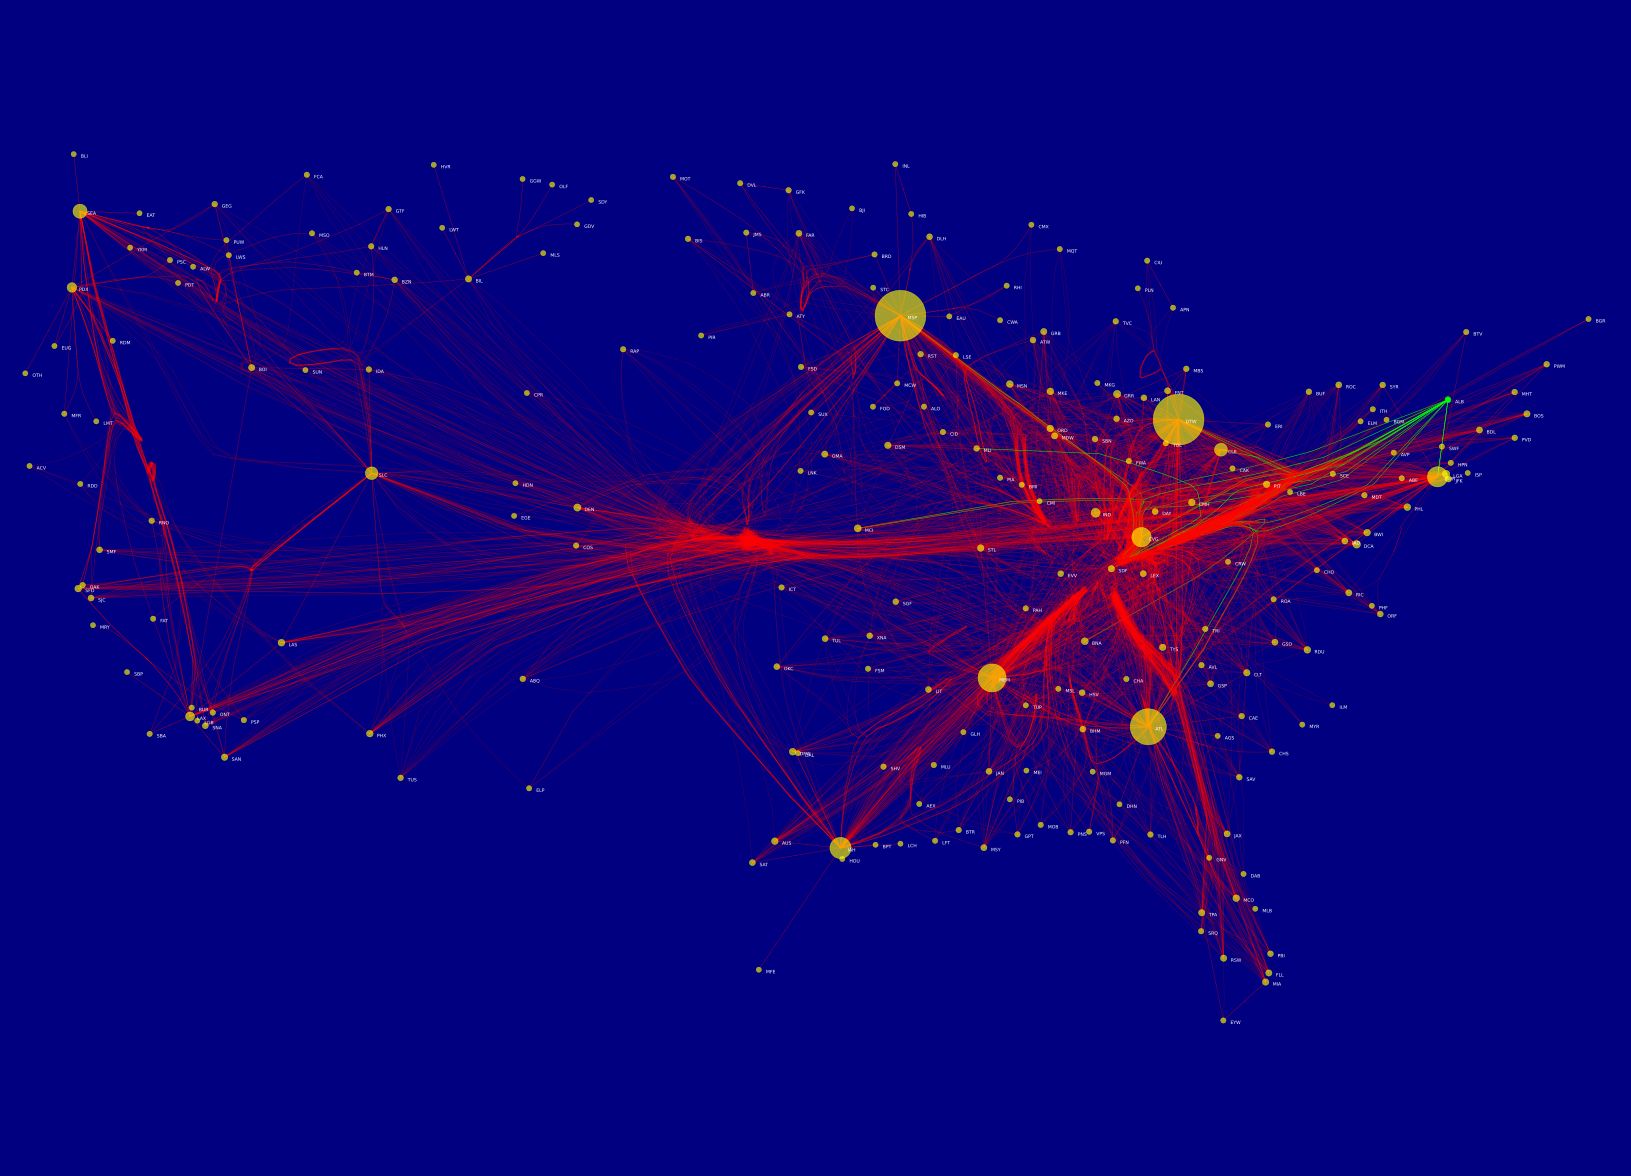 BLI
HVR
INL
FCA
GGW
OLF
MOT
DVL
GFK
SEA
EAT
GEG
GTF
SDY
BJI
HIB
LWT
GDV
CMX
YKM
PUW
MSO
HLN
BIS
JMS
FAR
DLH
MOT
PSC
LWS
MLS
BRD
CIU
ALW
BTM
BZN
BIL
PDT
PDX
ABR
STC
RHI
PLN
ATY
MSP
EAU
CWA
APN
TVC
BGR
RDM
PIR
GRB
BTV
EUG
RAP
RST
LSE
ATW
OTH
BOI
SUN
IDA
FSD
MBS
PWM
MCW
MSN
MKE
MKG
GRR
LAN
FNT
BUF
ROC
SYR
MHT
CPR
ALB
MFR
LMT
SUX
FOD
ALO
AZO
DTW
ERI
ITH
ELM
BGM
BOS
CID
ORD
MDW
SBN
TOL
BDL
PVD
OMA
DSM
MLI
CLE
AVP
SWF
ACV
SLC
LNK
FWA
CAK
HPN
RDD
HDN
PIA
BMI
PIT
SCE
ABE
LGA
JFK
ISP
LBE
MDT
EGE
DEN
CMI
CMH
PHL
RNO
MCI
IND
DAY
SMF
COS
STL
CVG
BWI
IAD
DCA
OAK
SFO
SJC
ICT
EVV
SDF
LEX
CRW
CHO
SGF
PAH
ROA
RIC
PHF
ORF
MRY
FAT
TUL
XNA
BNA
TRI
LAS
TYS
GSO
RDU
SBP
ABQ
OKC
FSM
MEM
CHA
AVL
CLT
LIT
MSL
HSV
GSP
BUR
LAX
ONT
TUP
ILM
SNA
PSP
CAE
MYR
SBA
PHX
GLH
BHM
ATL
AGS
SAN
DAL
CHS
TUS
SHV
MLU
JAN
MEI
MGM
SAV
ELP
AEX
PIB
DHN
BTR
GPT
MOB
PNS
VPS
TLH
JAX
AUS
IAH
BPT
LCH
LFT
MSY
PFN
SAT
HOU
GNV
DAB
MCO
TPA
MLB
SRQ
RSW
PBI
MFE
FLL
MIA
EYW